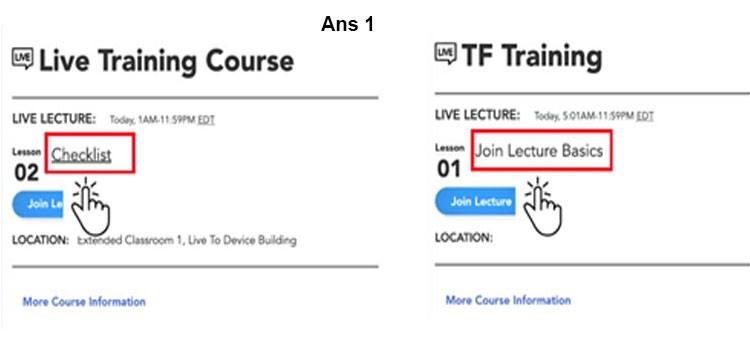 Ans 1
LIVE Live Training Course
LIVE LECTURE: Today, 1AM-11:59PM EDT
Lesson
02
Checklist
Join Le
LOCATION: Extended Classroom 1, Live To Device Building
More Course Information
LIVE TF Training
LIVE LECTURE: Today, 5:01AM-11:59PM EDT
Lesson
01
Join Lecture Basics
Join Lecture
LOCATION:
More Course Information